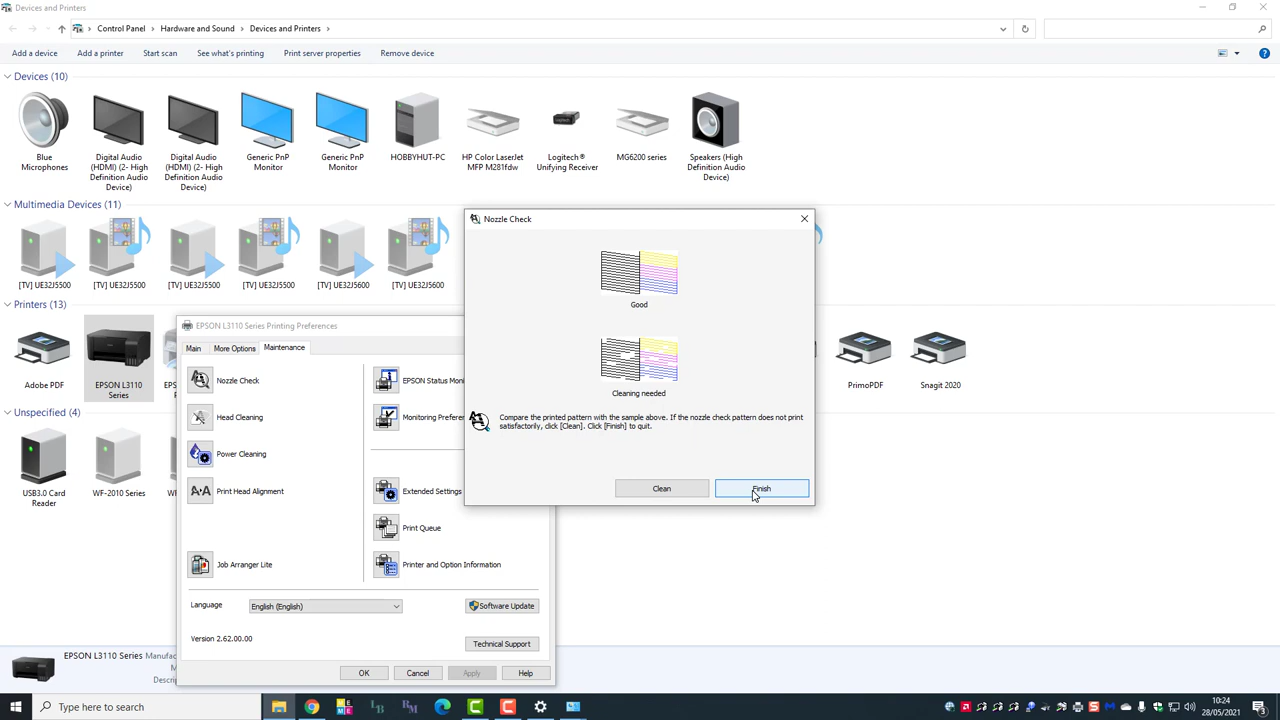 Devices and Printers
Control Panel > Hardware and Sound > Devices and Printers >
Add a device Add a printer Start scan See what's printing Print server properties Remove device
Devices (10)
Blue Microphones
Digital Audio (HDMI) (2- High Definition Audio Device)
Digital Audio (HDMI) (2- High Definition Audio Device)
Generic PnP Monitor
Generic PnP Monitor
HOBBYHUT-PC
HP Color LaserJet MFP M281fdw
Logitech® Unifying Receiver
MG6200 series
Speakers (High Definition Audio Device)
Multimedia Devices (11)
[TV] UE32J5500
[TV] UE32J5500
[TV] UE32J5500
[TV] UE32J5500
[TV] UE32J5600
[TV] UE32J5600
Printers (13)
Adobe PDF
EPSON L3110 Series
PrimoPDF
Snagit 2020
Unspecified (4)
USB3.0 Card Reader
WF-2010 Series
EPSON L3110 Series Printing Preferences
Main More Options Maintenance
Nozzle Check
Head Cleaning
Power Cleaning
Print Head Alignment
Job Arranger Lite
EPSON Status Moni
Monitoring Prefere
Extended Settings
Print Queue
Printer and Option Information
Language English (English) Software Update
Version 2.62.00.00
Technical Support
OK Cancel Apply Help
Nozzle Check
Good
Cleaning needed
Compare the printed pattern with the sample above. If the nozzle check pattern does not print
satisfactorily, click [Clean]. Click [Finish] to quit.
Clean Finish
EPSON L3110 Series Manufac
M
Descrip
Type here to search
10:24
28/05/2021